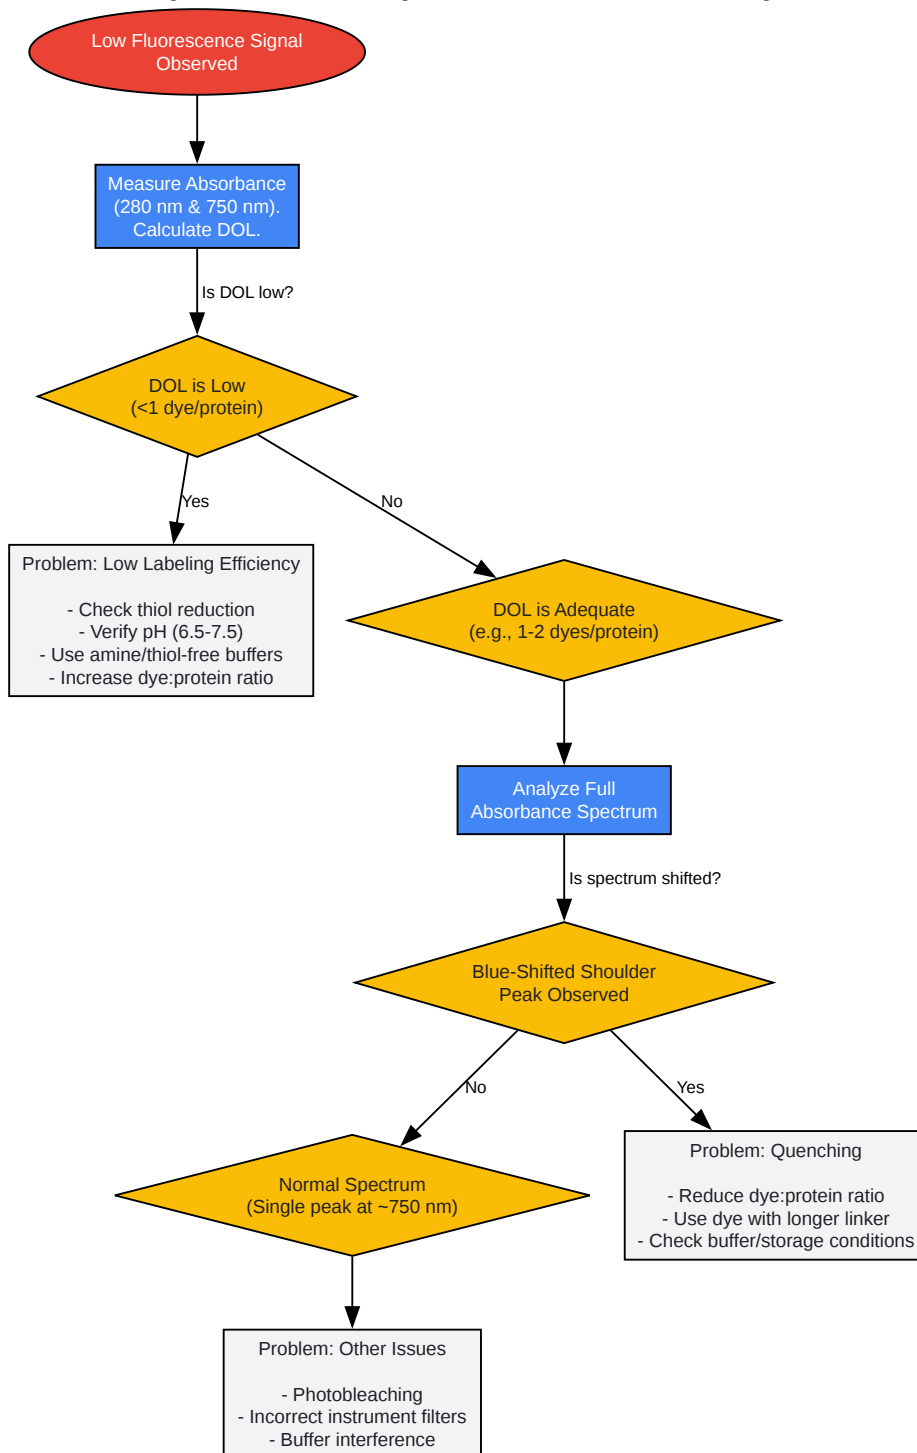 Low Fluorescence Signal
Observed
Measure Absorbance
(280 nm & 750 nm).
Calculate DOL.
Is DOL low?
DOL is Low
(<1 dye/protein)
Yes
No
Problem: Low Labeling Efficiency
- Check thiol reduction
- Verify pH (6.5-7.5)
- Use amine/thiol-free buffers
- Increase dye:protein ratio
DOL is Adequate
(e.g., 1-2 dyes/protein)
Analyze Full
Absorbance Spectrum
Is spectrum shifted?
Blue-Shifted Shoulder
Peak Observed
No
Yes
Normal Spectrum
(Single peak at ~750 nm)
Problem: Quenching
- Reduce dye:protein ratio
- Use dye with longer linker
- Check buffer/storage conditions
Problem: Other Issues
- Photobleaching
- Incorrect instrument filters
- Buffer interference